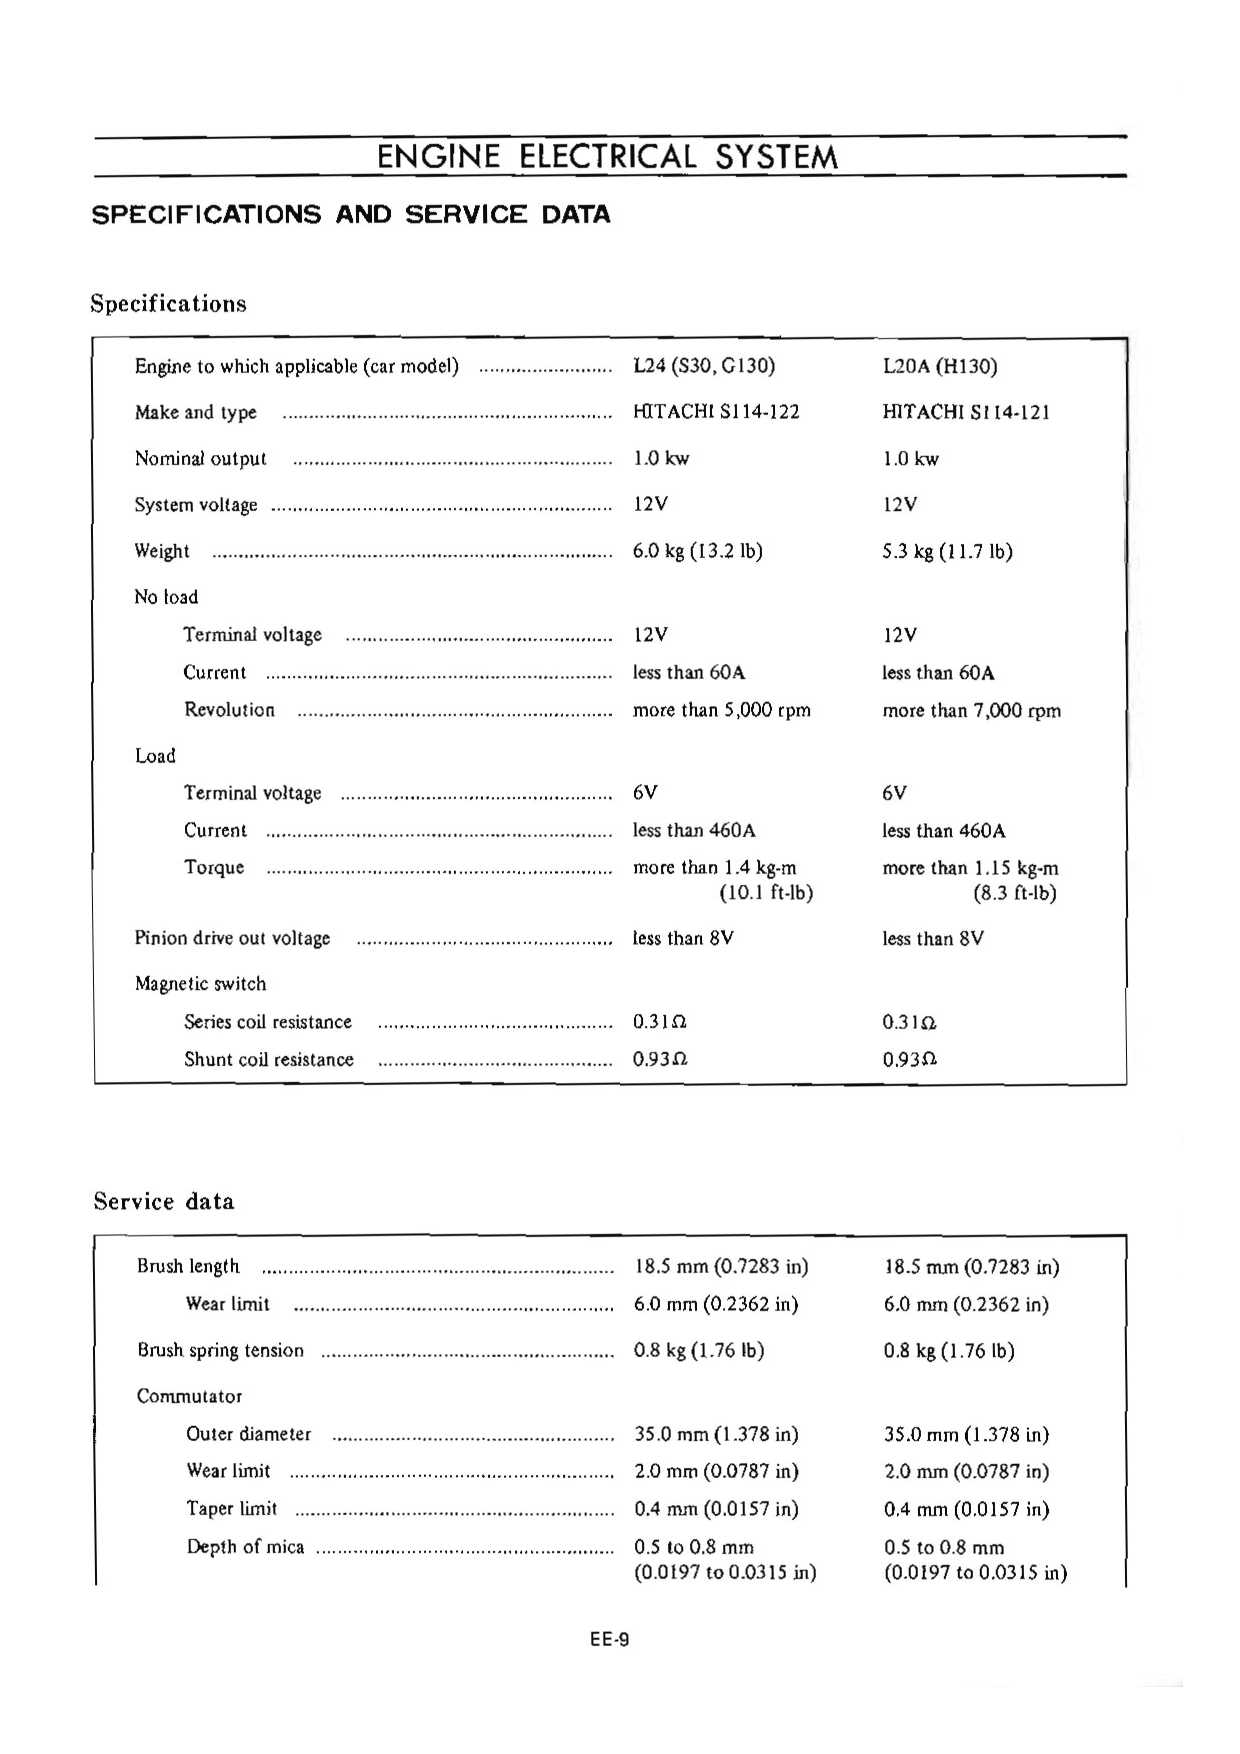 ENGINE ELECTRICAL SYSTEM
SPECIFICATIONS AND SERVICE DATA
Specifications
Engine to which applicable (car model) ......................... L24 (S30, G130) L20A (H130)
Make and type .............................................................. HITACHI S114-122 HITACHI S114-121
Nominal output ............................................................ 1.0 kw 1.0 kw
System voltage ................................................................ 12V 12V
Weight ........................................................................... 6.0 kg (13.2 lb) 5.3 kg (11.7 lb)
No load
Terminal voltage .................................................. 12V 12V
Current ................................................................. less than 60A less than 60A
Revolution ........................................................... more than 5,000 rpm more than 7,000 rpm
Load
Terminal voltage ................................................... 6V 6V
Current ................................................................. less than 460A less than 460A
Torque ................................................................. more than 1.4 kg-m more than 1.15 kg-m
(10.1 ft-lb) (8.3 ft-lb)
Pinion drive out voltage ................................................ less than 8V less than 8V
Magnetic switch
Series coil resistance ............................................ 0.31Ω 0.31Ω
Shunt coil resistance ............................................ 0.93Ω 0.93Ω
Service data
Brush length .................................................................. 18.5 mm (0.7283 in) 18.5 mm (0.7283 in)
Wear limit ............................................................ 6.0 mm (0.2362 in) 6.0 mm (0.2362 in)
Brush spring tension ....................................................... 0.8 kg (1.76 lb) 0.8 kg (1.76 lb)
Commutator
Outer diameter ..................................................... 35.0 mm (1.378 in) 35.0 mm (1.378 in)
Wear limit ............................................................. 2.0 mm (0.0787 in) 2.0 mm (0.0787 in)
Taper limit ............................................................ 0.4 mm (0.0157 in) 0.4 mm (0.0157 in)
Depth of mica ........................................................ 0.5 to 0.8 mm 0.5 to 0.8 mm
(0.0197 to 0.0315 in) (0.0197 to 0.0315 in)
EE-9